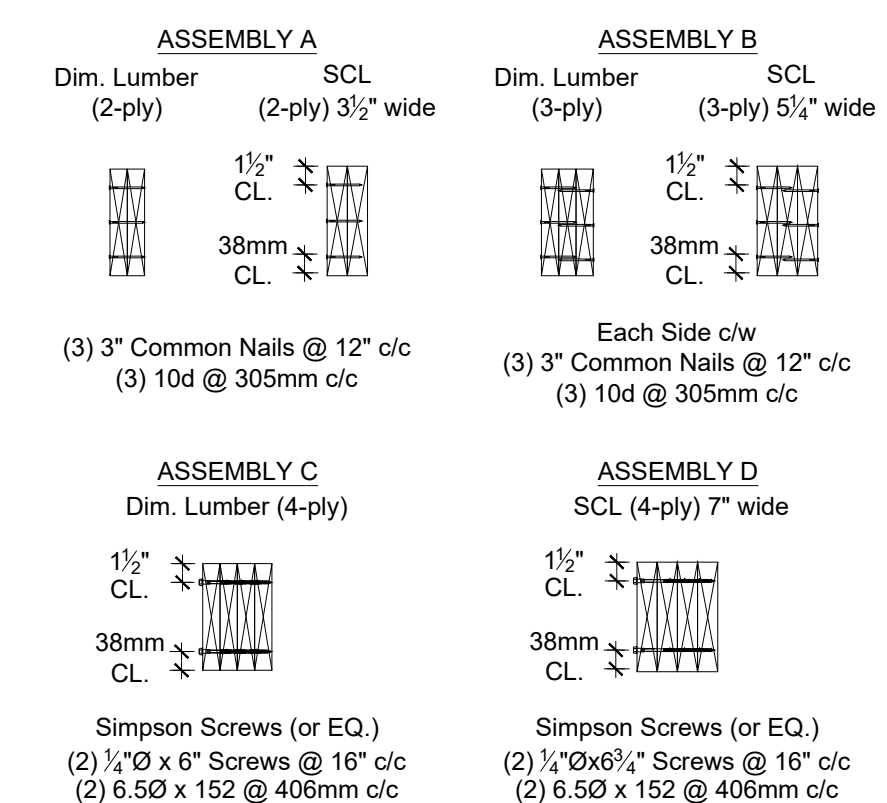 ASSEMBLY A
Dim. Lumber
(2-ply)
SCL
(2-ply) 3½" wide
1½"
CL.
38mm
CL.
(3) 3" Common Nails @ 12" c/c
(3) 10d @ 305mm c/c
ASSEMBLY B
Dim. Lumber
(3-ply)
SCL
(3-ply) 5¼" wide
1½"
CL.
38mm
CL.
Each Side c/w
(3) 3" Common Nails @ 12" c/c
(3) 10d @ 305mm c/c
ASSEMBLY C
Dim. Lumber (4-ply)
1½"
CL.
38mm
CL.
Simpson Screws (or EQ.)
(2) ¼"Ø x 6" Screws @ 16" c/c
(2) 6.5Ø x 152 @ 406mm c/c
ASSEMBLY D
SCL (4-ply) 7" wide
1½"
CL.
38mm
CL.
Simpson Screws (or EQ.)
(2) ¼"Øx6¾" Screws @ 16" c/c
(2) 6.5Ø x 152 @ 406mm c/c